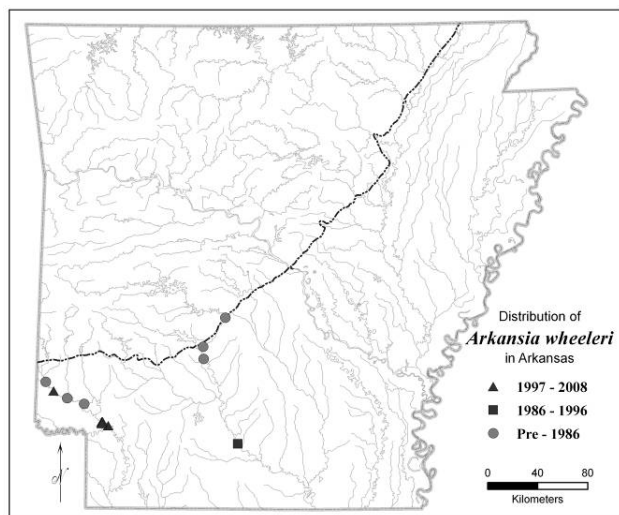 Distribution of
Arkansia wheeleri
in Arkansas
1997 - 2008
1986 - 1996
Pre - 1986
N
0 40 80
Kilometers